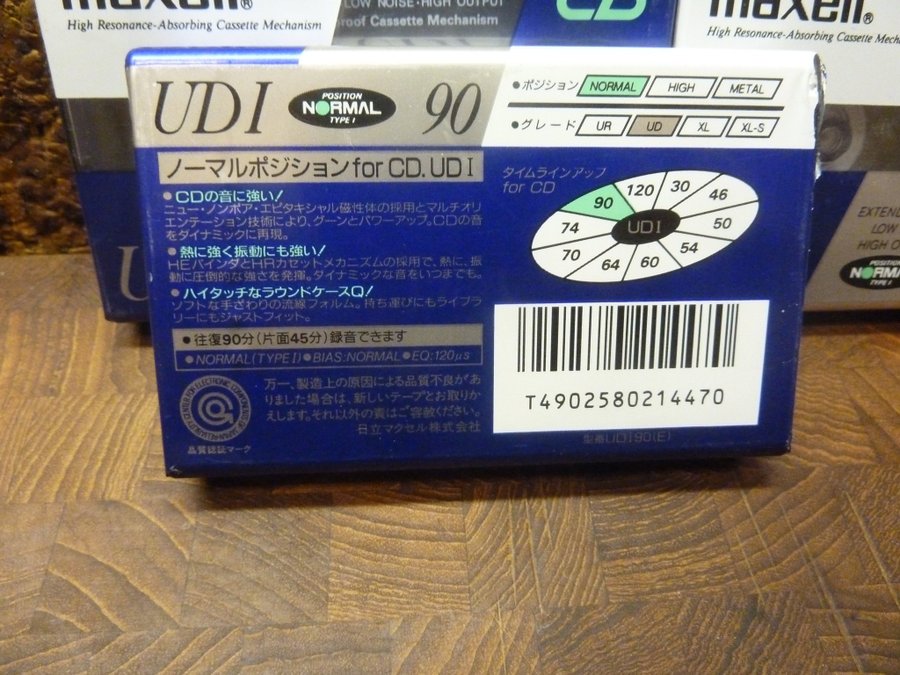 maxell®
High Resonance-Absorbing Cassette Mechanism
LOW NOISE・HIGH OUTPUT
roof Cassette Mechanism
CD
maxell®
High Resonance-Absorbing Cassette Mech
UDI
POSITION
NORMAL
TYPE I
90
●ポジション NORMAL HIGH METAL
●グレード UR UD XL XL-S
ノーマルポジション for CD. UD I
●CDの音に強い!
ニュー・ノンポア・エピタキシャル磁性体の採用とマルチオリ
エンテーション技術により、グーンとパワーアップ。CDの音
をダイナミックに再現。
●熱に強く振動にも強い!
HEバインダとHRカセットメカニズムの採用で、熱に、振
動に圧倒的な強さを発揮。ダイナミックな音をいつまでも。
●ハイタッチなラウンドケースQ!
ソフトな手ざわりの流線フォルム。持ち運びにもライブラ
リーにもジャストフィット。
●往復90分(片面45分)録音できます
●NORMAL(TYPE I)●BIAS:NORMAL●EQ:120μs
万一、製造上の原因による品質不良があ
りました場合は、新しいテープとお取りか
えします。それ以外の責はご容赦ください。
日立マクセル株式会社
品質認証マーク
タイムラインアップ
for CD
120 30 46 50 54 60 64 70 74 90
UDI
T4902580214470
型番UDI90(E)
U
EXTEND
LOW
HIGH O
POSITION
NORMAL
TYPE I